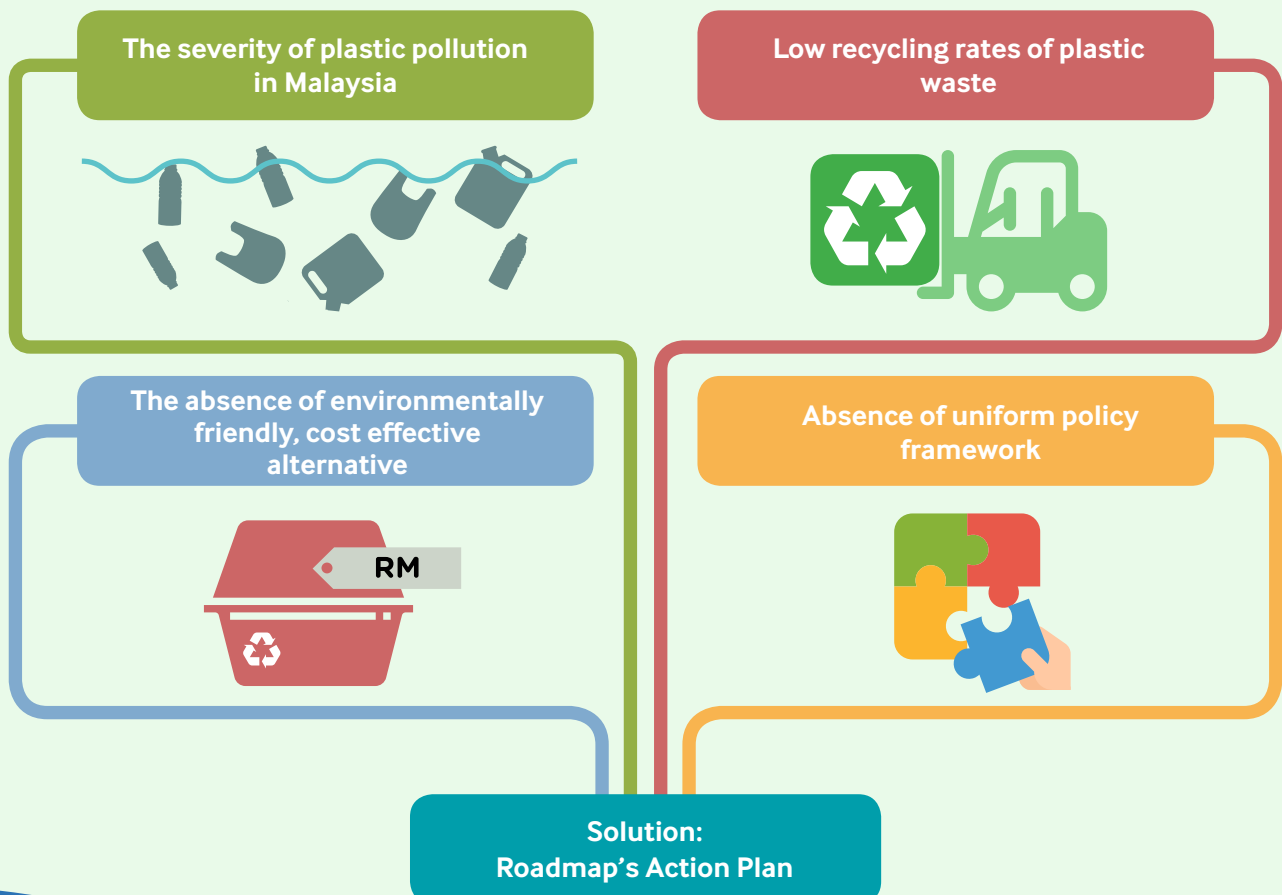 The severity of plastic pollution
in Malaysia
Low recycling rates of plastic
waste
The absence of environmentally
friendly, cost effective
alternative
RM
Absence of uniform policy
framework
Solution:
Roadmap's Action Plan